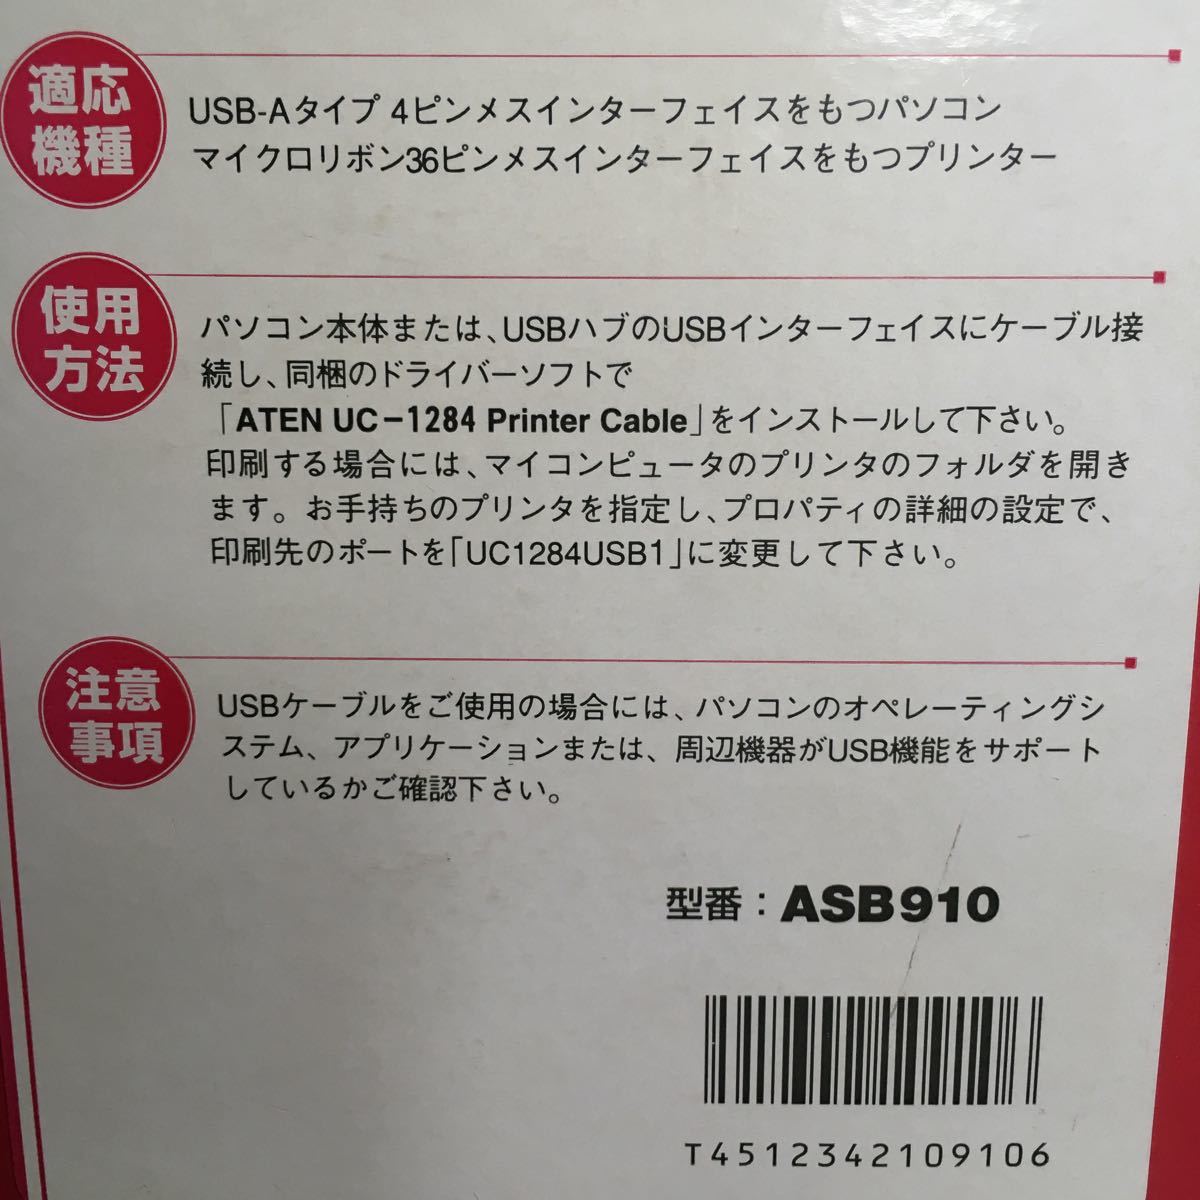 適応
機種
USB-Aタイプ 4ピンメスインターフェイスをもつパソコン
マイクロリボン36ピンメスインターフェイスをもつプリンター
使用
方法
パソコン本体または、USBハブのUSBインターフェイスにケーブル接
続し、同梱のドライバーソフトで
「ATEN UC-1284 Printer Cable」をインストールして下さい。
印刷する場合には、マイコンピュータのプリンタのフォルダを開き
ます。お手持ちのプリンタを指定し、プロパティの詳細の設定で、
印刷先のポートを「UC1284USB1」に変更して下さい。
注意
事項
USBケーブルをご使用の場合には、パソコンのオペレーティングシ
ステム、アプリケーションまたは、周辺機器がUSB機能をサポート
しているかご確認下さい。
型番：ASB910
T4512342109106